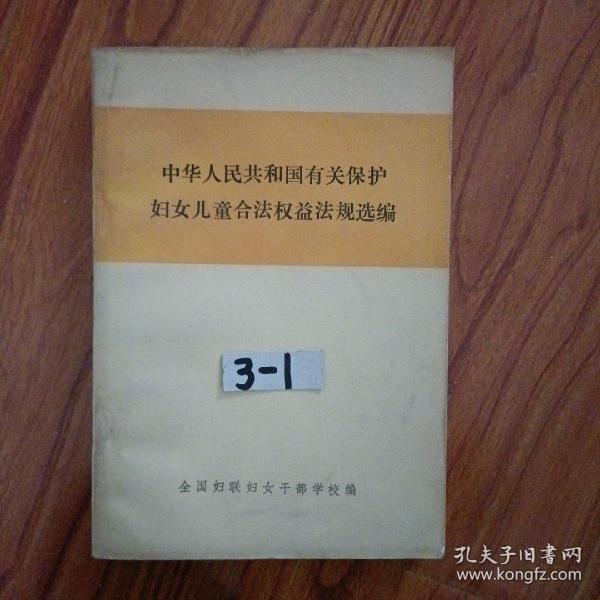 中华人民共和国有关保护
妇女儿童合法权益法规选编
3-1
全国妇联妇女干部学校编
孔夫子旧書网
www.kongfz.com